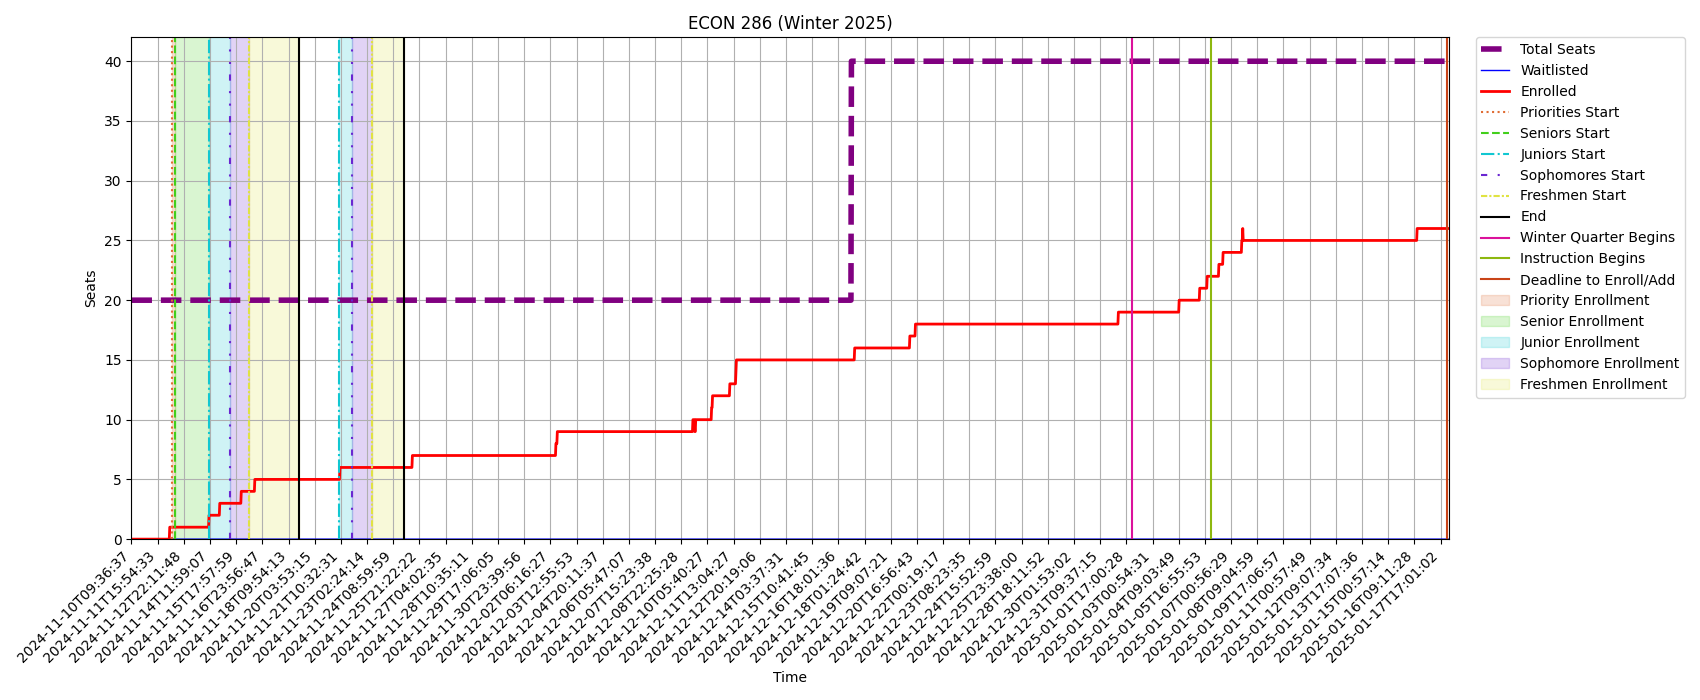 ECON 286 (Winter 2025)
Seats
40
35
30
25
20
15
10
5
0
2024-11-10T09:36:37
2024-11-11T15:54:33
2024-11-12T22:11:48
2024-11-14T11:59:07
2024-11-15T17:57:59
2024-11-16T23:56:47
2024-11-18T09:54:13
2024-11-20T03:53:15
2024-11-21T10:32:31
2024-11-23T02:24:14
2024-11-24T08:59:59
2024-11-25T21:22:22
2024-11-27T04:02:35
2024-11-28T10:35:11
2024-11-29T17:06:05
2024-11-30T23:39:56
2024-12-02T06:16:27
2024-12-03T12:55:53
2024-12-04T20:11:37
2024-12-06T05:47:07
2024-12-07T15:23:38
2024-12-08T22:25:28
2024-12-10T05:40:27
2024-12-11T13:04:27
2024-12-12T20:19:06
2024-12-14T03:37:31
2024-12-15T10:41:45
2024-12-16T18:01:36
2024-12-18T01:24:42
2024-12-19T09:07:21
2024-12-20T16:56:43
2024-12-22T00:19:17
2024-12-23T08:23:35
2024-12-24T15:52:59
2024-12-25T23:38:00
2024-12-28T18:11:52
2024-12-30T01:53:02
2024-12-31T09:37:15
2025-01-01T17:00:28
2025-01-03T00:54:31
2025-01-04T09:03:49
2025-01-05T16:55:53
2025-01-07T00:56:29
2025-01-08T09:04:59
2025-01-09T17:06:57
2025-01-11T00:57:49
2025-01-12T09:07:34
2025-01-13T17:07:36
2025-01-15T00:57:14
2025-01-16T09:11:28
2025-01-17T17:01:02
Time
Total Seats
Waitlisted
Enrolled
Priorities Start
Seniors Start
Juniors Start
Sophomores Start
Freshmen Start
End
Winter Quarter Begins
Instruction Begins
Deadline to Enroll/Add
Priority Enrollment
Senior Enrollment
Junior Enrollment
Sophomore Enrollment
Freshmen Enrollment